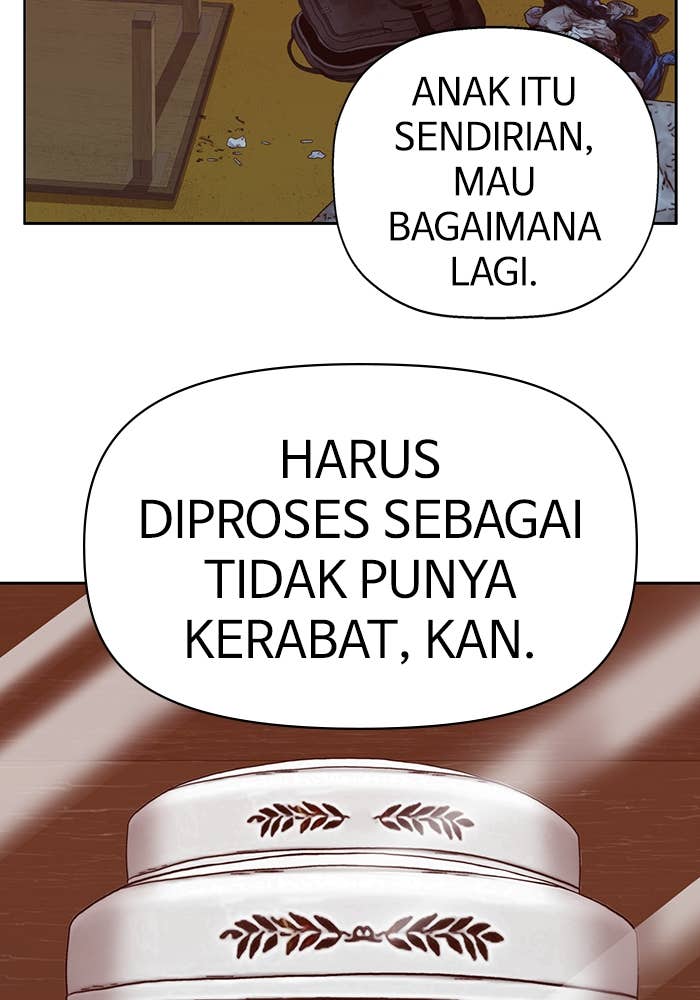 ANAK ITU
SENDIRIAN,
MAU
BAGAIMANA
LAGI.
HARUS
DIPROSES SEBAGAI
TIDAK PUNYA
KERABAT, KAN.